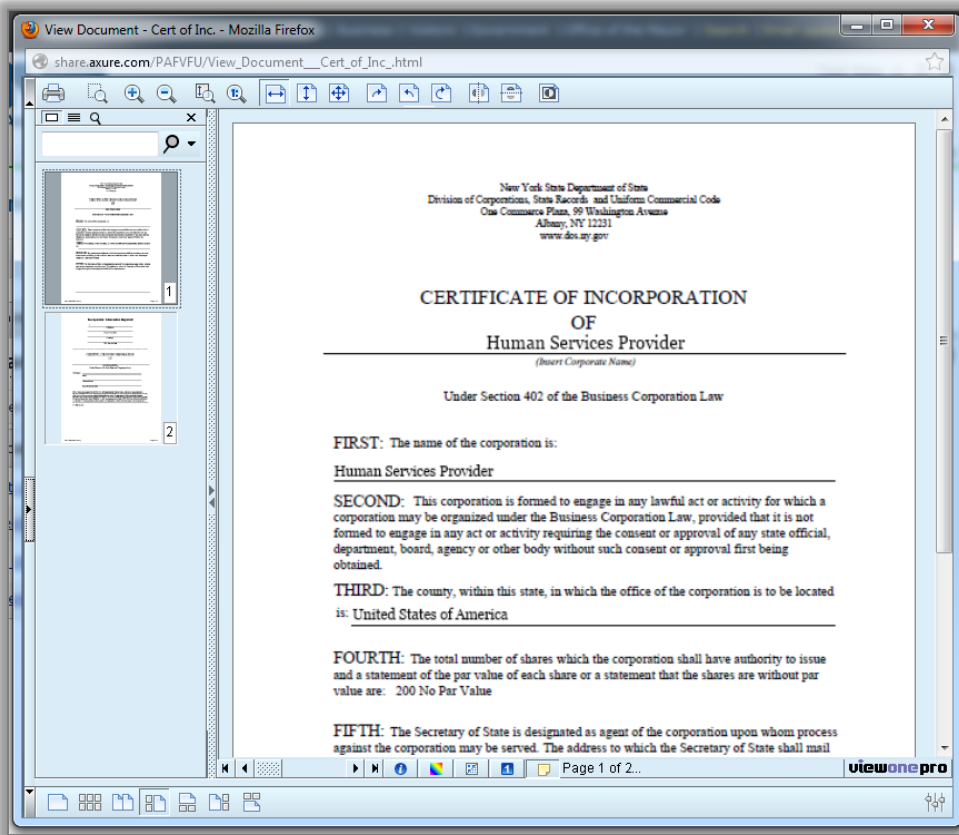 View Document - Cert of Inc. - Mozilla Firefox
share.axure.com/PAFVFU/View_Document__Cert_of_Inc_.html
1
2
New York State Department of State
Division of Corporations, State Records and Uniform Commercial Code
One Commerce Plaza, 99 Washington Avenue
Albany, NY 12231
www.dos.ny.gov
CERTIFICATE OF INCORPORATION
OF
Human Services Provider
(Insert Corporate Name)
Under Section 402 of the Business Corporation Law
FIRST: The name of the corporation is:
Human Services Provider
SECOND: This corporation is formed to engage in any lawful act or activity for which a
corporation may be organized under the Business Corporation Law, provided that it is not
formed to engage in any act or activity requiring the consent or approval of any state official,
department, board, agency or other body without such consent or approval first being
obtained.
THIRD: The county, within this state, in which the office of the corporation is to be located
is: United States of America
FOURTH: The total number of shares which the corporation shall have authority to issue
and a statement of the par value of each share or a statement that the shares are without par
value are: 200 No Par Value
FIFTH: The Secretary of State is designated as agent of the corporation upon whom process
against the corporation may be served. The address to which the Secretary of State shall mail
Page 1 of 2...
viewonepro